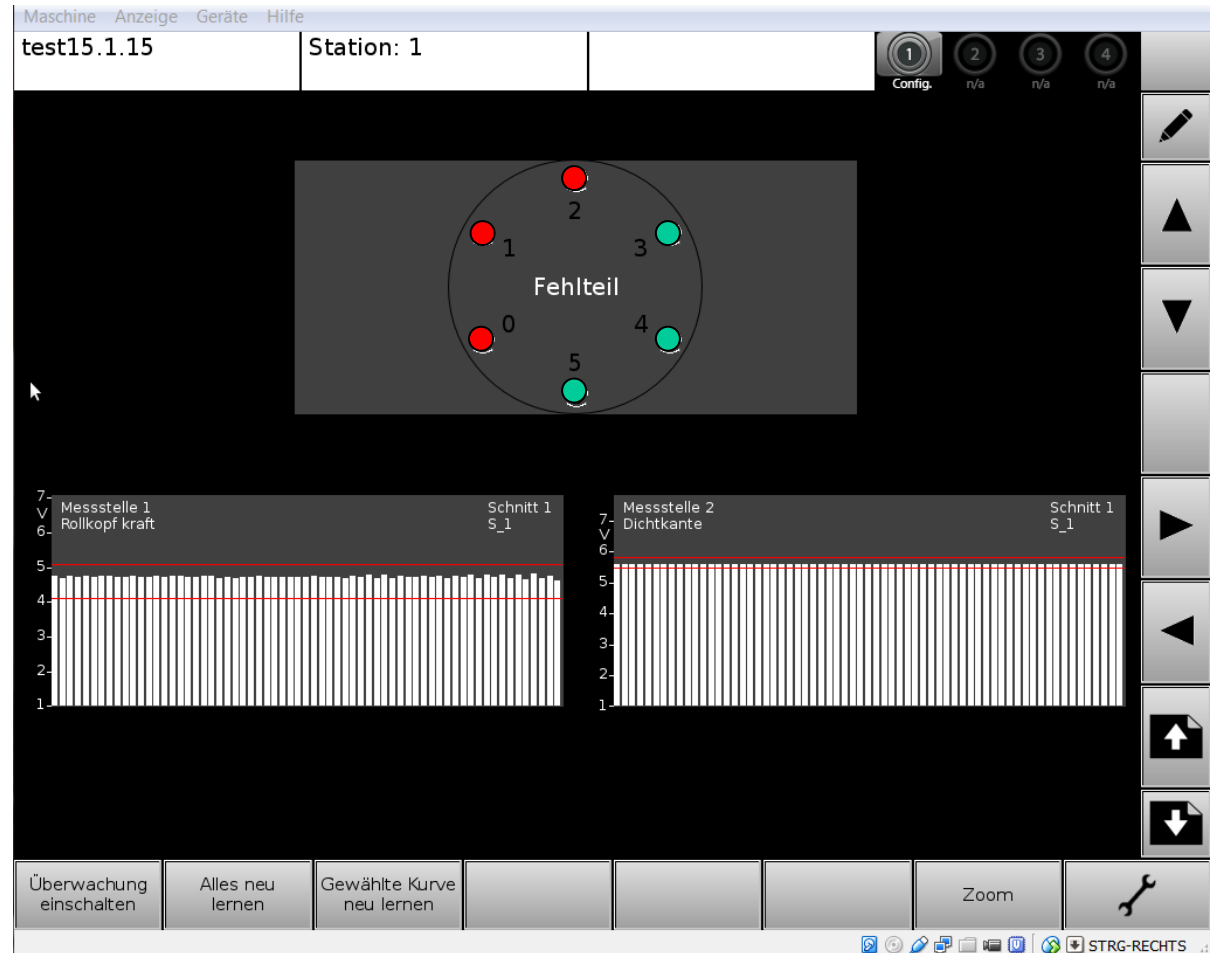 Maschine Anzeige Geräte Hilfe
test15.1.15
Station: 1
1 2 3 4
Config. n/a n/a n/a
2
1 3
Fehlteil
0 4
5
7
V
6
5
4
3
2
1
Messstelle 1
Rollkopf kraft
Schnitt 1
S_1
7
V
6
5
4
3
2
1
Messstelle 2
Dichtkante
Schnitt 1
S_1
Überwachung
einschalten
Alles neu
lernen
Gewählte Kurve
neu lernen
Zoom
STRG-RECHTS